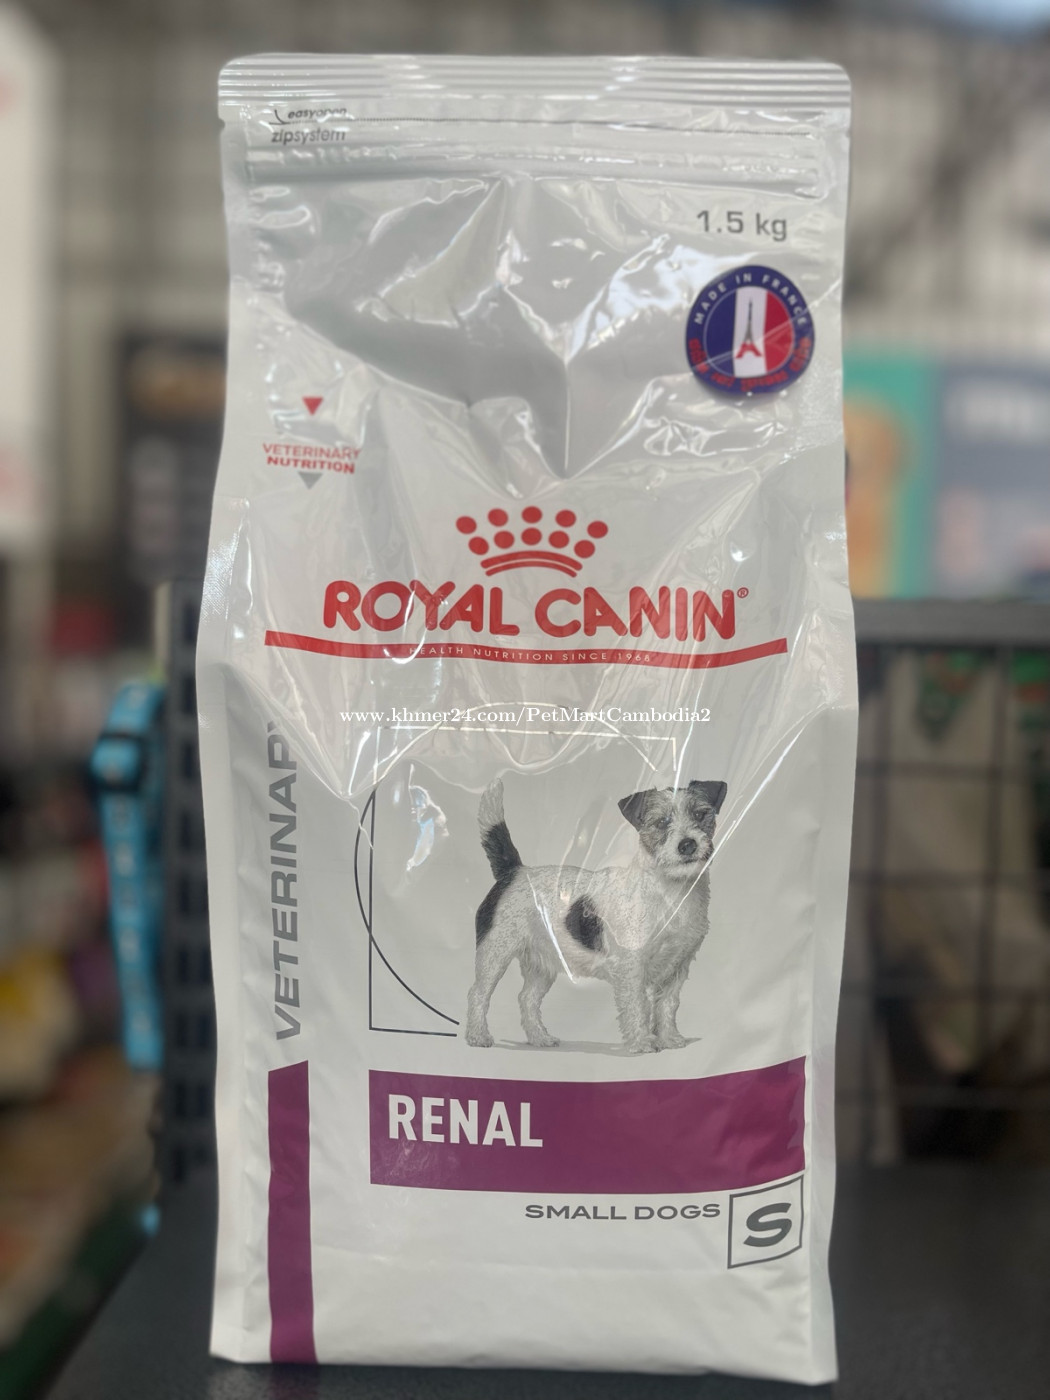 easyopen
zipsystem
1.5 kg
MADE IN FRANCE
VETERINARY
NUTRITION
ROYAL CANIN®
HEALTH NUTRITION SINCE 1968
www.khmer24.com/PetMartCambodia2
VETERINARY
RENAL
SMALL DOGS
S